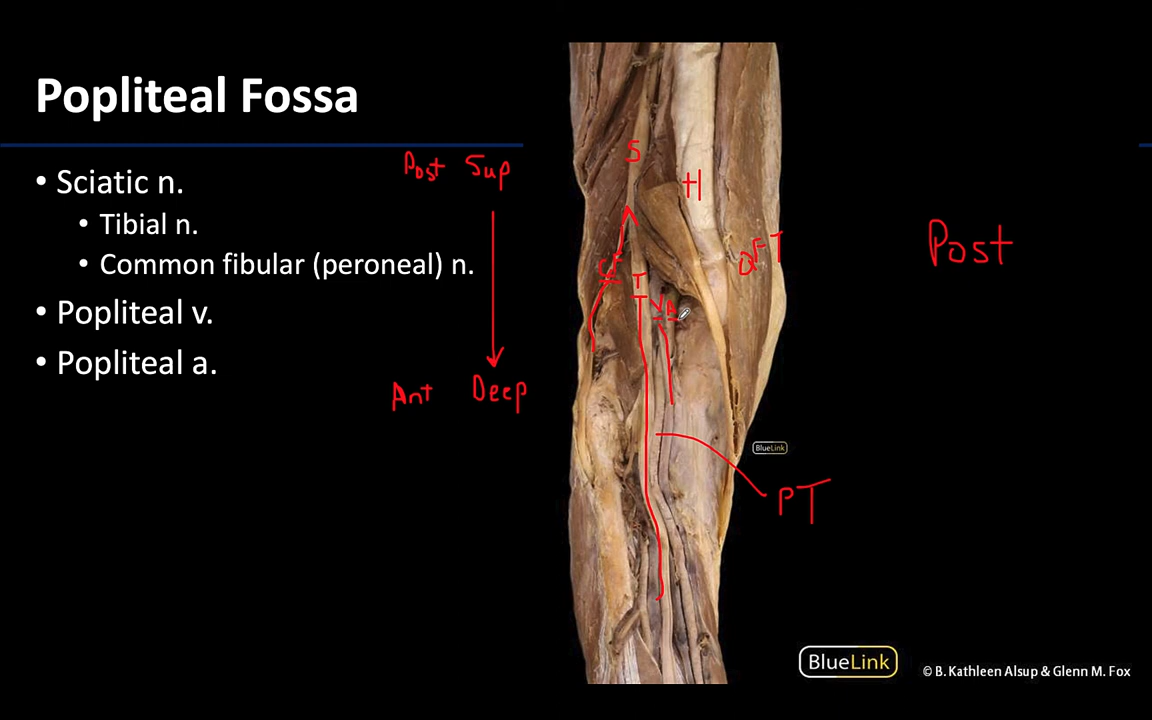 Popliteal Fossa
• Sciatic n.
• Tibial n.
• Common fibular (peroneal) n.
• Popliteal v.
• Popliteal a.
Post Sup
Ant Deep
S
H
QFT
CF
T
V A
PT
Post
BlueLink
BlueLink
© B. Kathleen Alsup & Glenn M. Fox